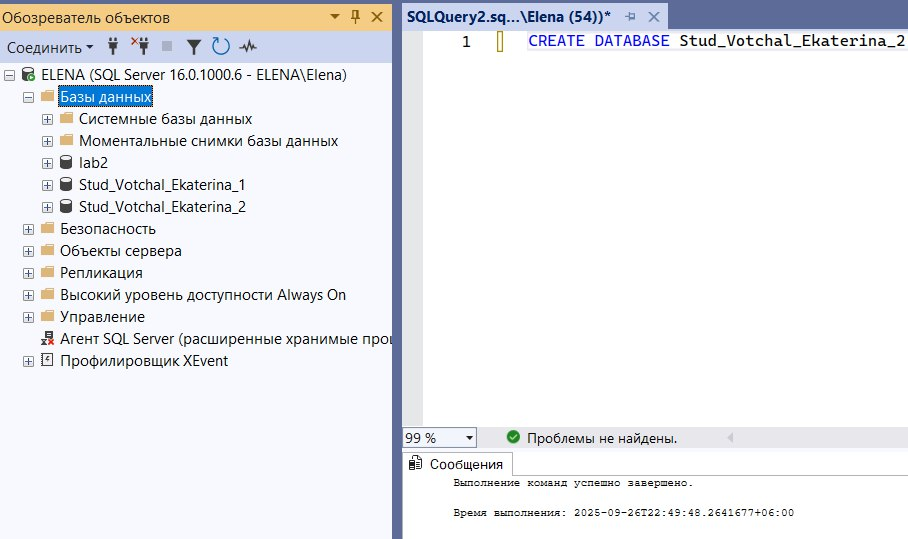 Обозреватель объектов
Соединить
ELENA (SQL Server 16.0.1000.6 - ELENA\Elena)
Базы данных
Системные базы данных
Моментальные снимки базы данных
lab2
Stud_Votchal_Ekaterina_1
Stud_Votchal_Ekaterina_2
Безопасность
Объекты сервера
Репликация
Высокий уровень доступности Always On
Управление
Агент SQL Server (расширенные хранимые про
Профилировщик XEvent
SQLQuery2.sq...\Elena (54))*
1 CREATE DATABASE Stud_Votchal_Ekaterina_2
99 %
Проблемы не найдены.
Сообщения
Выполнение команд успешно завершено.
Время выполнения: 2025-09-26T22:49:48.2641677+06:00